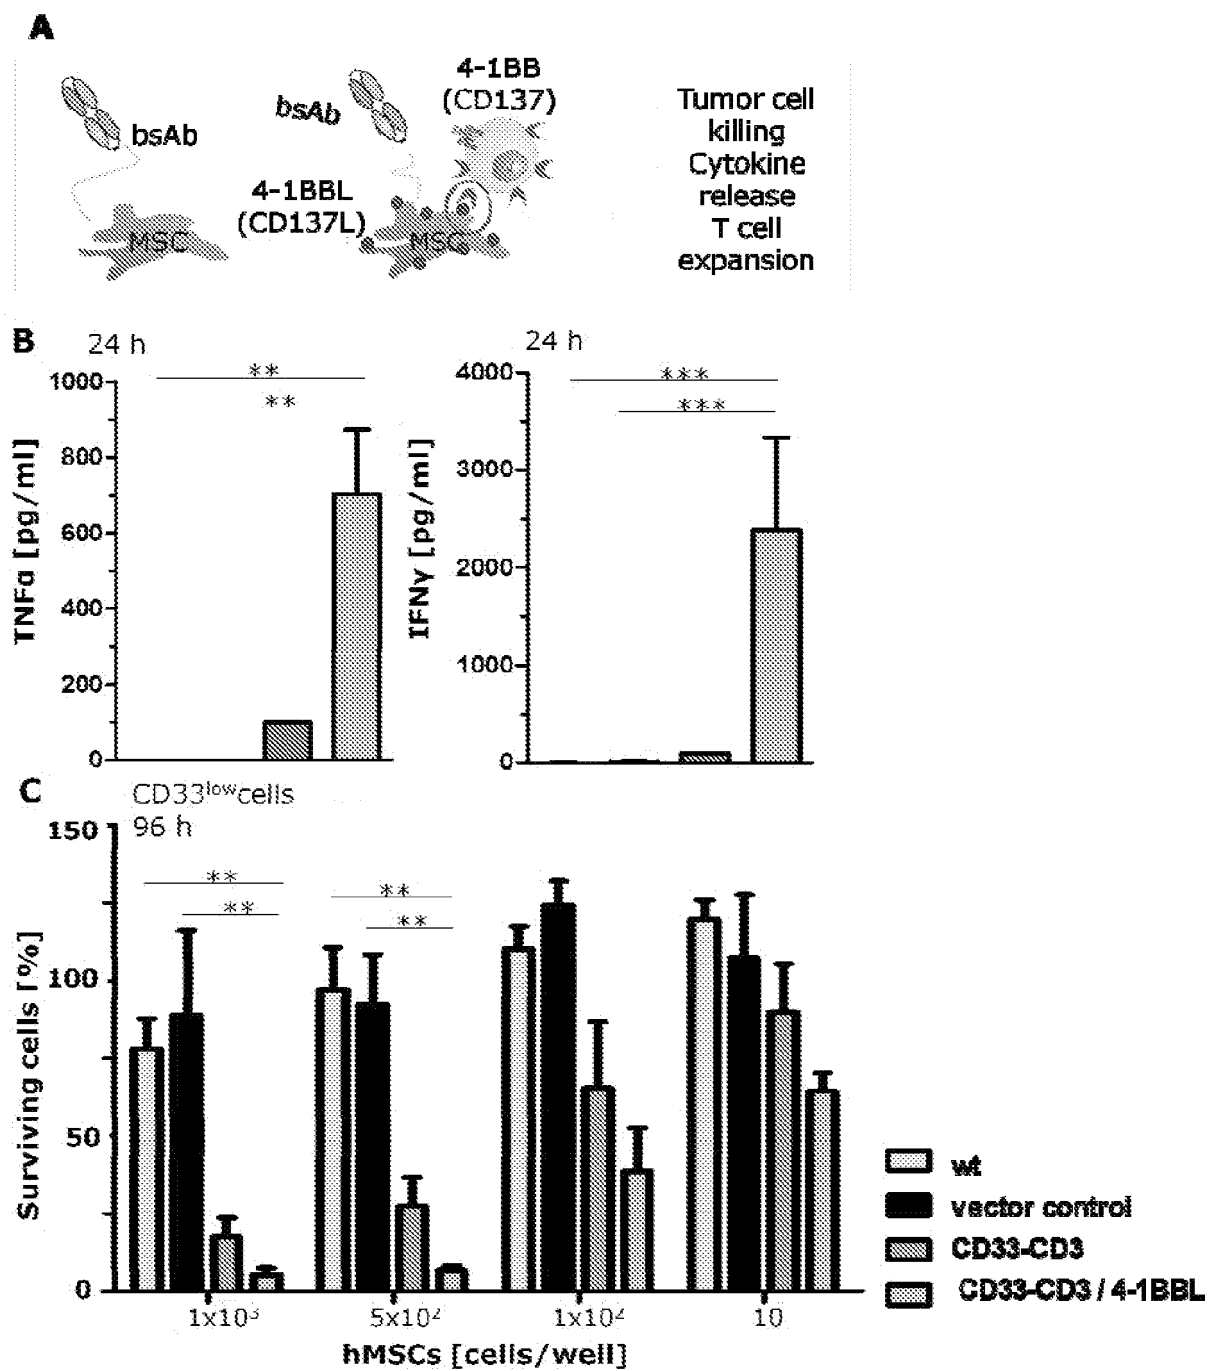 A
bsAb
bsAb
4-1BB
(CD137)
4-1BBL
(CD137L)
MSC
MSC
Tumor cell
killing
Cytokine
release
T cell
expansion
B
24 h
**
**
1000
800
600
400
200
0
TNFα [pg/ml]
24 h
***
***
4000
3000
2000
1000
0
IFNγ [pg/ml]
C
CD33lowcells
96 h
150
100
50
0
Surviving cells [%]
**
**
**
**
1x10³
5x10²
1x10²
10
hMSCs [cells/well]
wt
vector control
CD33-CD3
CD33-CD3 / 4-1BBL